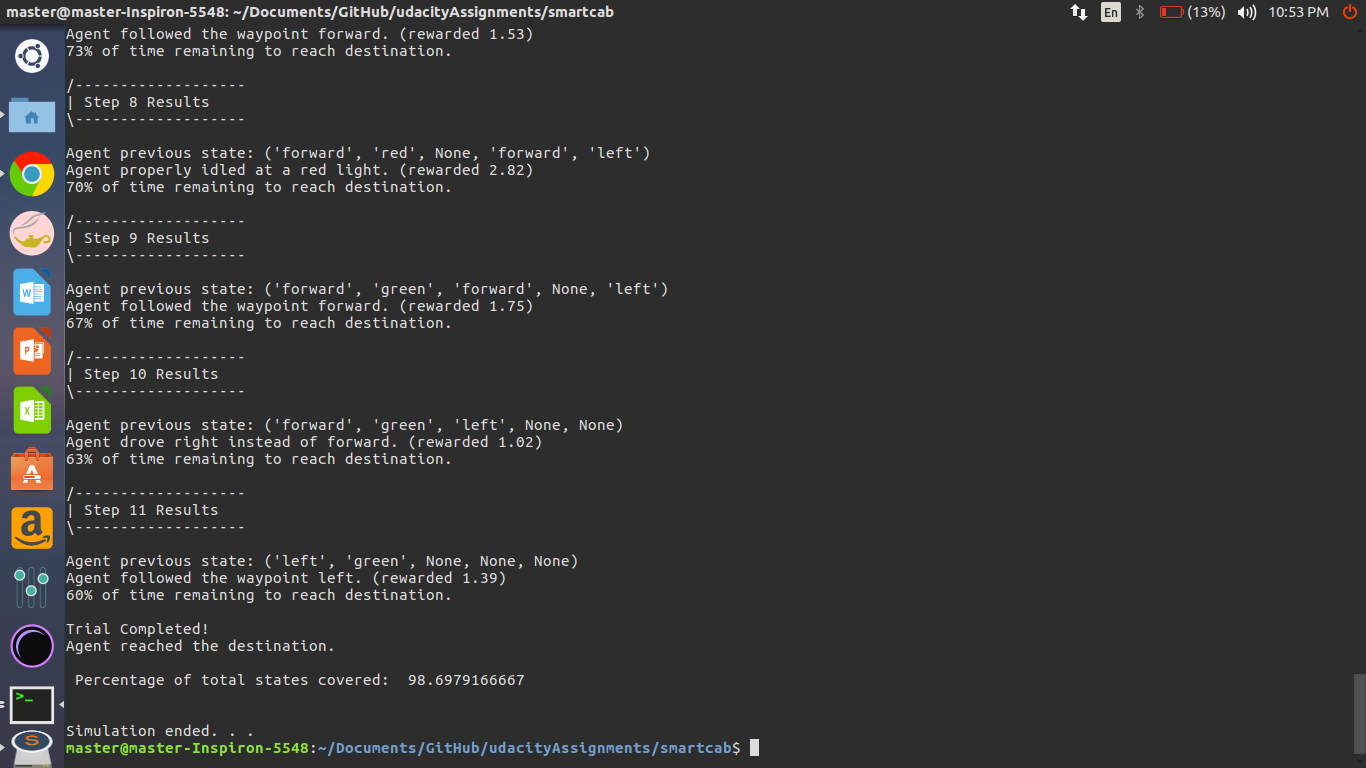 master@master-Inspiron-5548: ~/Documents/GitHub/udacityAssignments/smartcab
En
(13%)
10:53 PM
Agent followed the waypoint forward. (rewarded 1.53)
73% of time remaining to reach destination.
/-------------------
| Step 8 Results
\-------------------
Agent previous state: ('forward', 'red', None, 'forward', 'left')
Agent properly idled at a red light. (rewarded 2.82)
70% of time remaining to reach destination.
/-------------------
| Step 9 Results
\-------------------
Agent previous state: ('forward', 'green', 'forward', None, 'left')
Agent followed the waypoint forward. (rewarded 1.75)
67% of time remaining to reach destination.
/-------------------
| Step 10 Results
\-------------------
Agent previous state: ('forward', 'green', 'left', None, None)
Agent drove right instead of forward. (rewarded 1.02)
63% of time remaining to reach destination.
/-------------------
| Step 11 Results
\-------------------
Agent previous state: ('left', 'green', None, None, None)
Agent followed the waypoint left. (rewarded 1.39)
60% of time remaining to reach destination.
Trial Completed!
Agent reached the destination.
Percentage of total states covered:  98.6979166667
Simulation ended. . .
master@master-Inspiron-5548:~/Documents/GitHub/udacityAssignments/smartcab$
W
P
X
A
a
>_
S